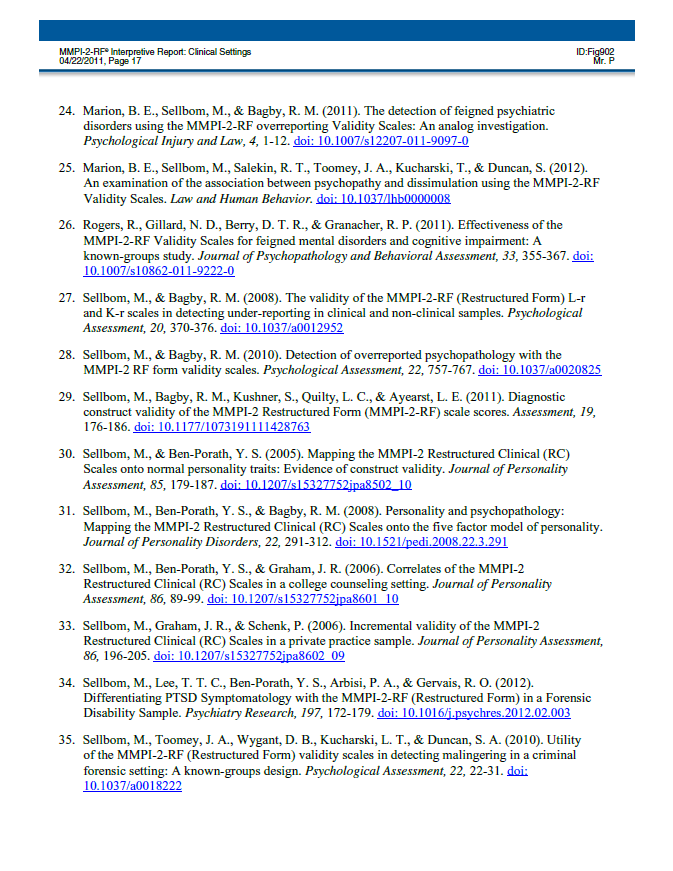 MMPI-2-RF® Interpretive Report: Clinical Settings ID:Fig902
04/22/2011, Page 17 Mr. P
24. Marion, B. E., Sellbom, M., & Bagby, R. M. (2011). The detection of feigned psychiatric
disorders using the MMPI-2-RF overreporting Validity Scales: An analog investigation.
Psychological Injury and Law, 4, 1-12. doi: 10.1007/s12207-011-9097-0
25. Marion, B. E., Sellbom, M., Salekin, R. T., Toomey, J. A., Kucharski, T., & Duncan, S. (2012).
An examination of the association between psychopathy and dissimulation using the MMPI-2-RF
Validity Scales. Law and Human Behavior. doi: 10.1037/lhb0000008
26. Rogers, R., Gillard, N. D., Berry, D. T. R., & Granacher, R. P. (2011). Effectiveness of the
MMPI-2-RF Validity Scales for feigned mental disorders and cognitive impairment: A
known-groups study. Journal of Psychopathology and Behavioral Assessment, 33, 355-367. doi:
10.1007/s10862-011-9222-0
27. Sellbom, M., & Bagby, R. M. (2008). The validity of the MMPI-2-RF (Restructured Form) L-r
and K-r scales in detecting under-reporting in clinical and non-clinical samples. Psychological
Assessment, 20, 370-376. doi: 10.1037/a0012952
28. Sellbom, M., & Bagby, R. M. (2010). Detection of overreported psychopathology with the
MMPI-2 RF form validity scales. Psychological Assessment, 22, 757-767. doi: 10.1037/a0020825
29. Sellbom, M., Bagby, R. M., Kushner, S., Quilty, L. C., & Ayearst, L. E. (2011). Diagnostic
construct validity of the MMPI-2 Restructured Form (MMPI-2-RF) scale scores. Assessment, 19,
176-186. doi: 10.1177/1073191111428763
30. Sellbom, M., & Ben-Porath, Y. S. (2005). Mapping the MMPI-2 Restructured Clinical (RC)
Scales onto normal personality traits: Evidence of construct validity. Journal of Personality
Assessment, 85, 179-187. doi: 10.1207/s15327752jpa8502_10
31. Sellbom, M., Ben-Porath, Y. S., & Bagby, R. M. (2008). Personality and psychopathology:
Mapping the MMPI-2 Restructured Clinical (RC) Scales onto the five factor model of personality.
Journal of Personality Disorders, 22, 291-312. doi: 10.1521/pedi.2008.22.3.291
32. Sellbom, M., Ben-Porath, Y. S., & Graham, J. R. (2006). Correlates of the MMPI-2
Restructured Clinical (RC) Scales in a college counseling setting. Journal of Personality
Assessment, 86, 89-99. doi: 10.1207/s15327752jpa8601_10
33. Sellbom, M., Graham, J. R., & Schenk, P. (2006). Incremental validity of the MMPI-2
Restructured Clinical (RC) Scales in a private practice sample. Journal of Personality Assessment,
86, 196-205. doi: 10.1207/s15327752jpa8602_09
34. Sellbom, M., Lee, T. T. C., Ben-Porath, Y. S., Arbisi, P. A., & Gervais, R. O. (2012).
Differentiating PTSD Symptomatology with the MMPI-2-RF (Restructured Form) in a Forensic
Disability Sample. Psychiatry Research, 197, 172-179. doi: 10.1016/j.psychres.2012.02.003
35. Sellbom, M., Toomey, J. A., Wygant, D. B., Kucharski, L. T., & Duncan, S. A. (2010). Utility
of the MMPI-2-RF (Restructured Form) validity scales in detecting malingering in a criminal
forensic setting: A known-groups design. Psychological Assessment, 22, 22-31. doi:
10.1037/a0018222